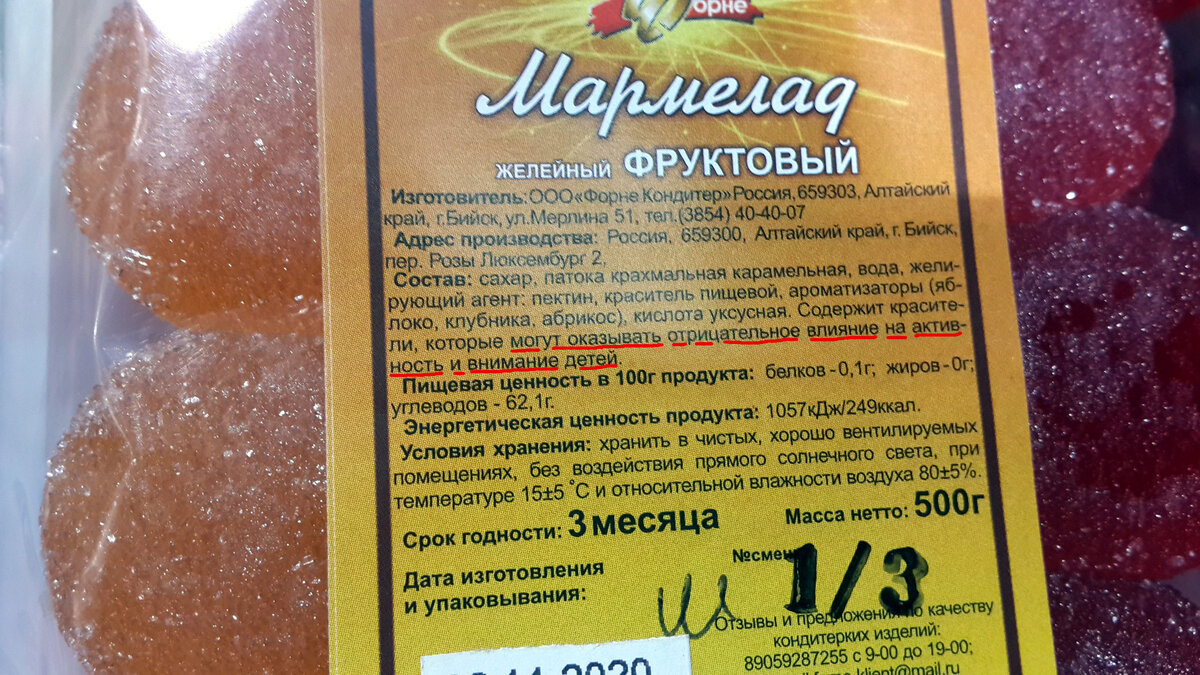 орне
Мармелад
ЖЕЛЕЙНЫЙ ФРУКТОВЫЙ
Изготовитель: ООО «Форне Кондитер» Россия, 659303, Алтайский
край, г.Бийск, ул.Мерлина 51, тел.(3854) 40-40-07
Адрес производства: Россия, 659300, Алтайский край, г. Бийск,
пер. Розы Люксембург 2,
Состав: сахар, патока крахмальная карамельная, вода, жели-
рующий агент: пектин, краситель пищевой, ароматизаторы (яб-
локо, клубника, абрикос), кислота уксусная. Содержит красите-
ли, которые могут оказывать отрицательное влияние на актив-
ность и внимание детей.
Пищевая ценность в 100г продукта: белков - 0,1г; жиров - 0г;
углеводов - 62,1г.
Энергетическая ценность продукта: 1057кДж/249ккал.
Условия хранения: хранить в чистых, хорошо вентилируемых
помещениях, без воздействия прямого солнечного света, при
температуре 15±5 °С и относительной влажности воздуха 80±5%.
Срок годности: 3 месяца Масса нетто: 500г
Дата изготовления
и упаковывания:
№смен 1/3
Отзывы и предложения по качеству
кондитерких изделий:
89059287255 с 9-00 до 19-00;
11 2020